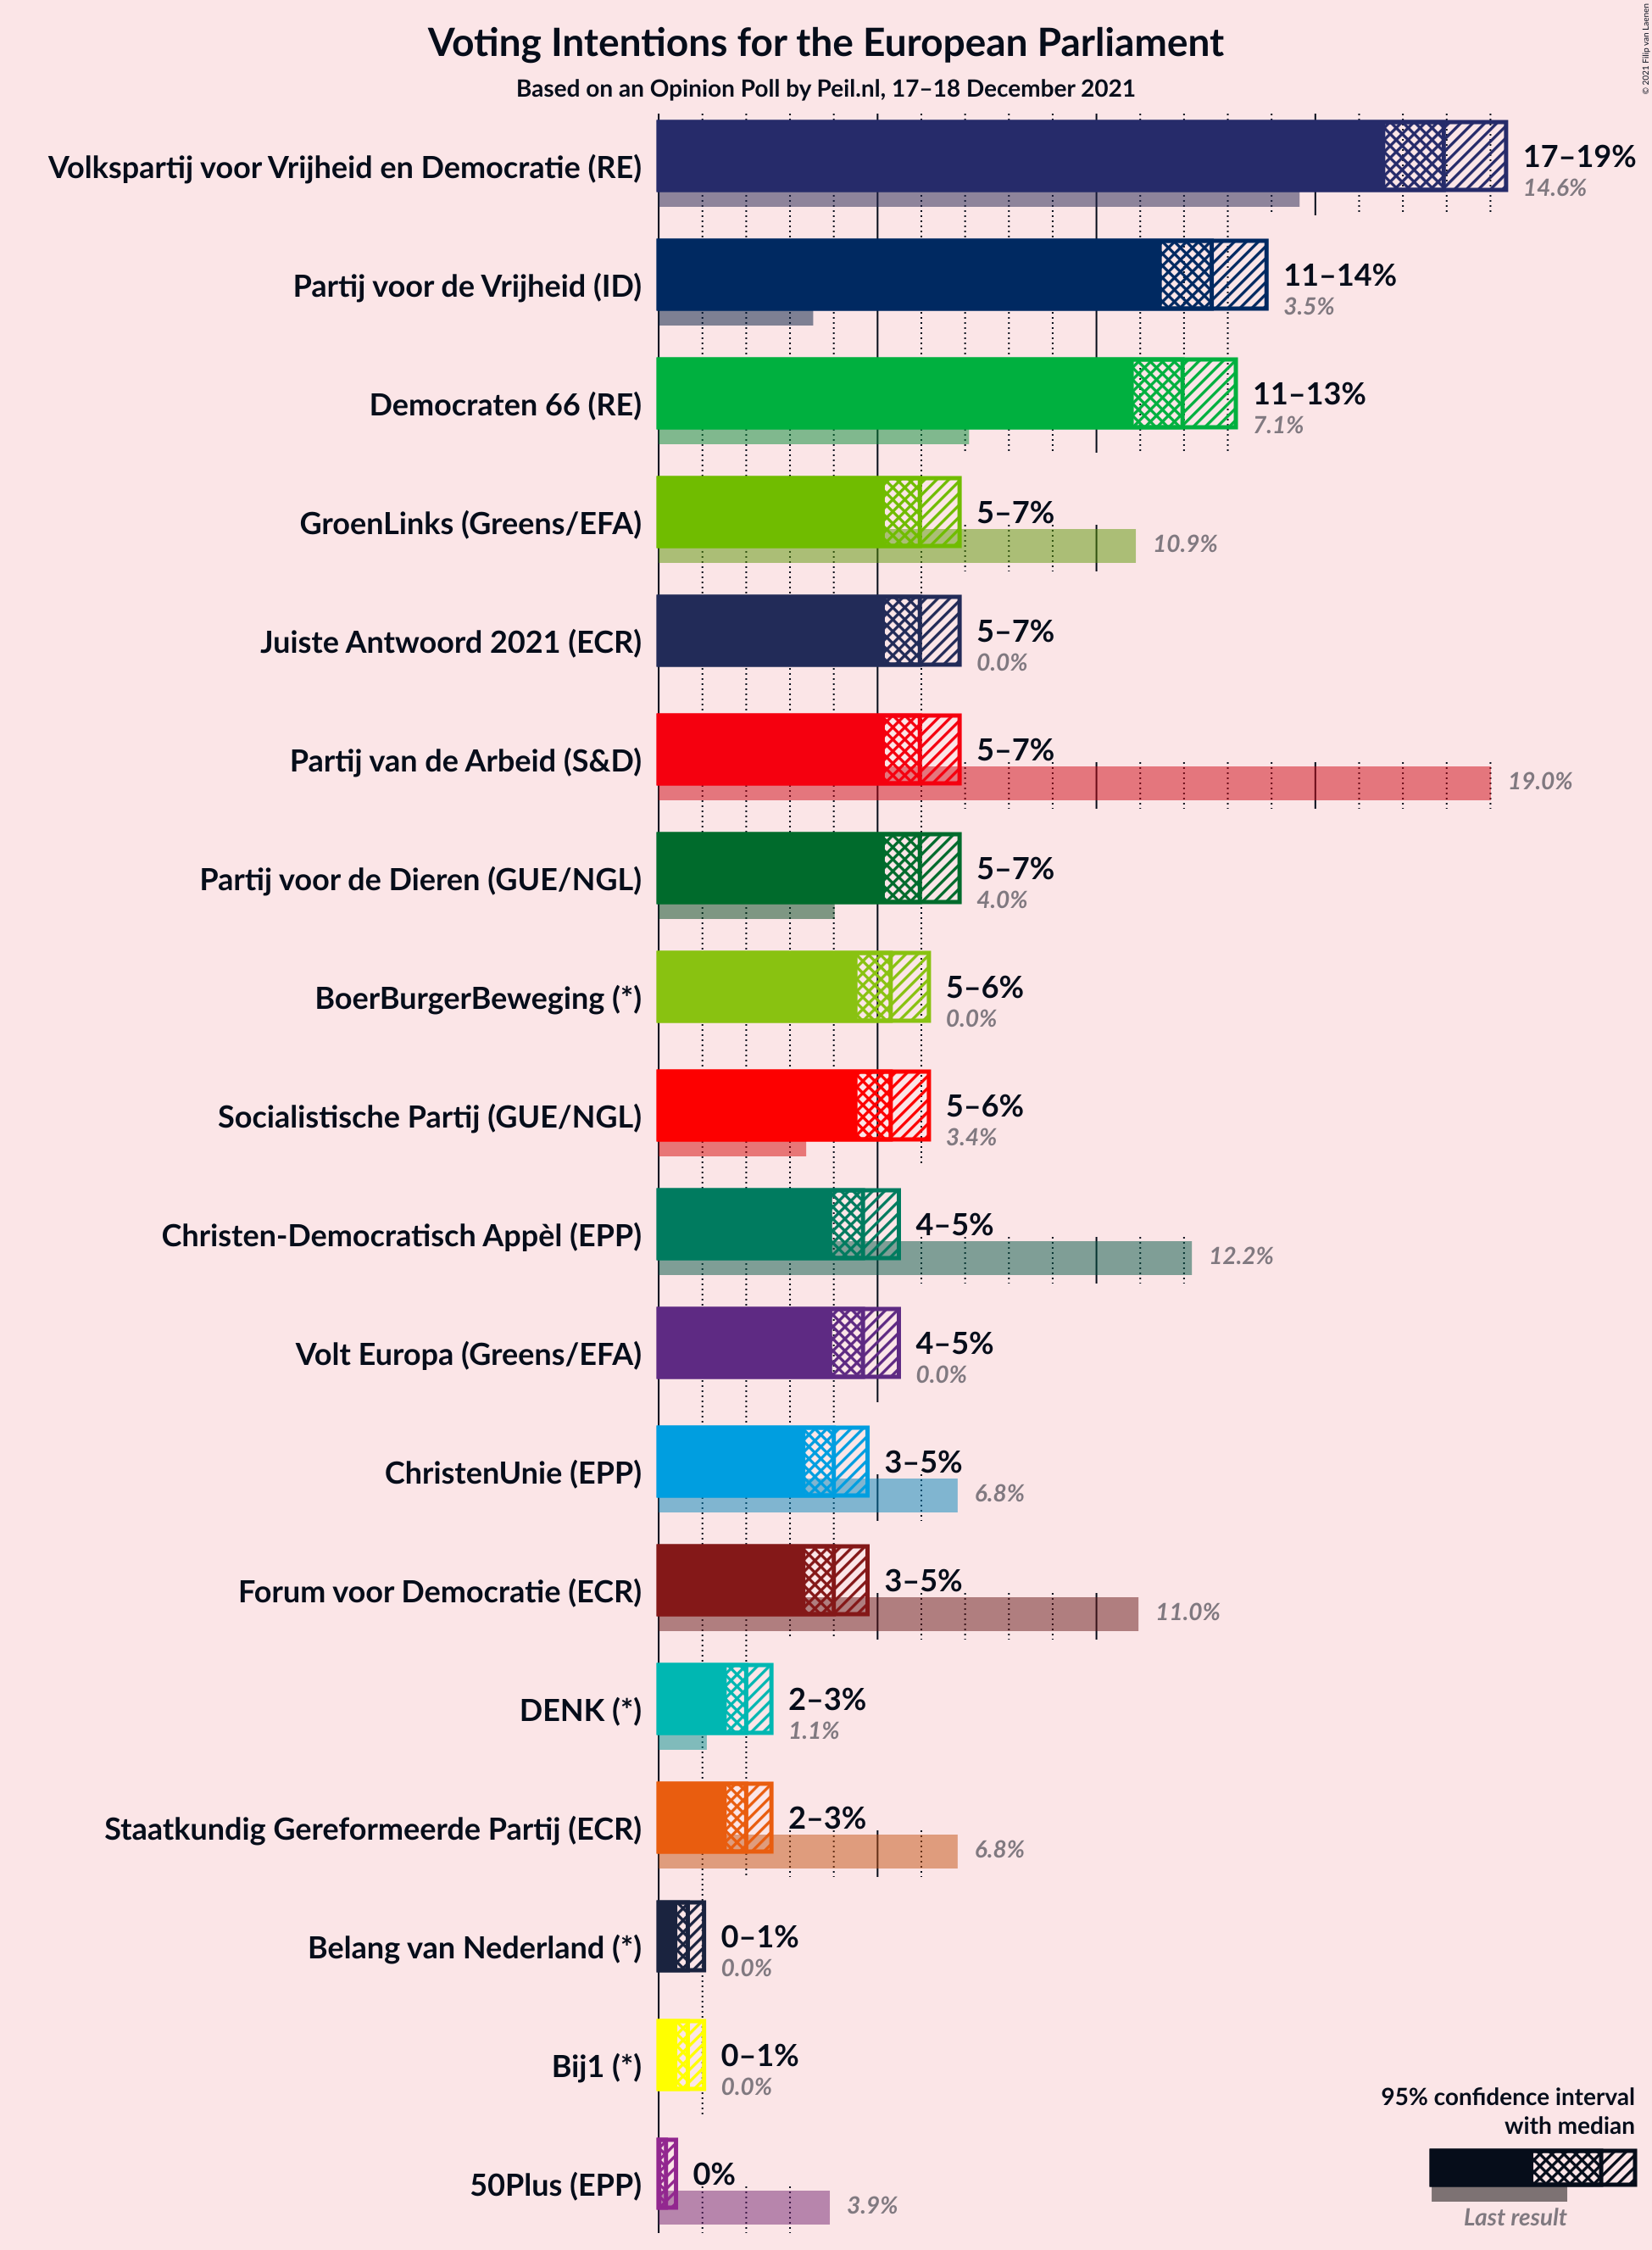 Voting Intentions for the European Parliament
Based on an Opinion Poll by Peil.nl, 17–18 December 2021
© 2021 Filip van Laenen
Volkspartij voor Vrijheid en Democratie (RE)
17–19%
14.6%
Partij voor de Vrijheid (ID)
11–14%
3.5%
Democraten 66 (RE)
11–13%
7.1%
GroenLinks (Greens/EFA)
5–7%
10.9%
Juiste Antwoord 2021 (ECR)
5–7%
0.0%
Partij van de Arbeid (S&D)
5–7%
19.0%
Partij voor de Dieren (GUE/NGL)
5–7%
4.0%
BoerBurgerBeweging (*)
5–6%
0.0%
Socialistische Partij (GUE/NGL)
5–6%
3.4%
Christen-Democratisch Appèl (EPP)
4–5%
12.2%
Volt Europa (Greens/EFA)
4–5%
0.0%
ChristenUnie (EPP)
3–5%
6.8%
Forum voor Democratie (ECR)
3–5%
11.0%
DENK (*)
2–3%
1.1%
Staatkundig Gereformeerde Partij (ECR)
2–3%
6.8%
Belang van Nederland (*)
0–1%
0.0%
Bij1 (*)
0–1%
0.0%
50Plus (EPP)
0%
3.9%
95% confidence interval
with median
Last result